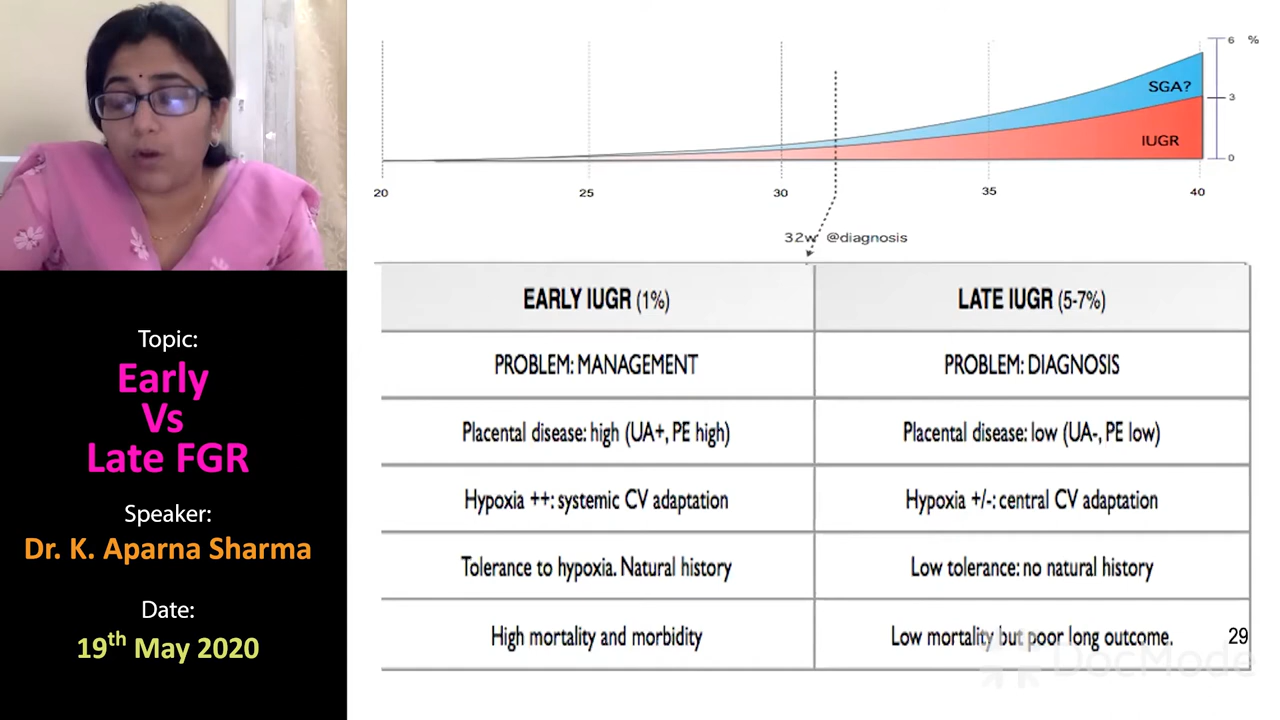 Topic:
Early
Vs
Late FGR
Speaker:
Dr. K. Aparna Sharma
Date:
19th May 2020
6 %
SGA?
3
IUGR
0
20 25 30 35 40
32w @diagnosis
EARLY IUGR (1%) LATE IUGR (5-7%)
PROBLEM: MANAGEMENT PROBLEM: DIAGNOSIS
Placental disease: high (UA+, PE high) Placental disease: low (UA-, PE low)
Hypoxia ++: systemic CV adaptation Hypoxia +/-: central CV adaptation
Tolerance to hypoxia. Natural history Low tolerance: no natural history
High mortality and morbidity Low mortality but poor long outcome.
29
DocMode